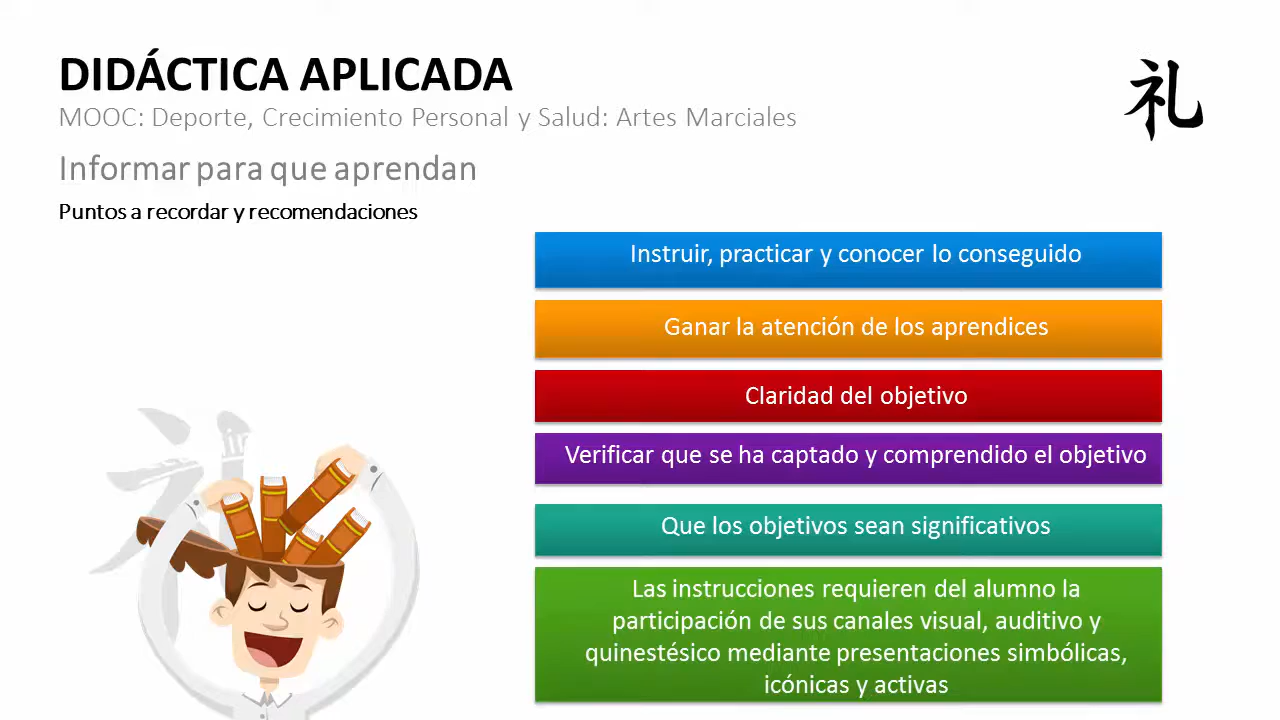 DIDÁCTICA APLICADA
礼
MOOC: Deporte, Crecimiento Personal y Salud: Artes Marciales
Informar para que aprendan
Puntos a recordar y recomendaciones
Instruir, practicar y conocer lo conseguido
Ganar la atención de los aprendices
Claridad del objetivo
Verificar que se ha captado y comprendido el objetivo
Que los objetivos sean significativos
Las instrucciones requieren del alumno la
participación de sus canales visual, auditivo y
quinestésico mediante presentaciones simbólicas,
icónicas y activas